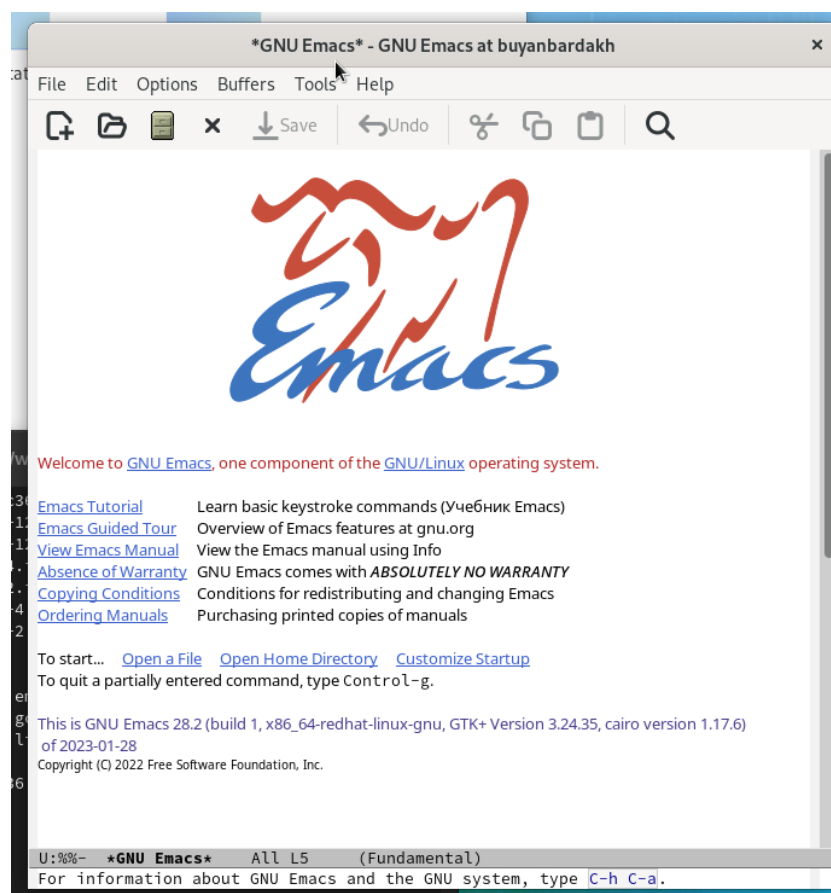 *GNU Emacs* - GNU Emacs at buyanbardakh
File Edit Options Buffers Tools Help
Save Undo
Emacs
Welcome to GNU Emacs, one component of the GNU/Linux operating system.
Emacs Tutorial Learn basic keystroke commands (Учебник Emacs)
Emacs Guided Tour Overview of Emacs features at gnu.org
View Emacs Manual View the Emacs manual using Info
Absence of Warranty GNU Emacs comes with ABSOLUTELY NO WARRANTY
Copying Conditions Conditions for redistributing and changing Emacs
Ordering Manuals Purchasing printed copies of manuals
To start... Open a File Open Home Directory Customize Startup
To quit a partially entered command, type Control-g.
This is GNU Emacs 28.2 (build 1, x86_64-redhat-linux-gnu, GTK+ Version 3.24.35, cairo version 1.17.6)
of 2023-01-28
Copyright (C) 2022 Free Software Foundation, Inc.
U:%%- *GNU Emacs* All L5 (Fundamental)
For information about GNU Emacs and the GNU system, type C-h C-a.